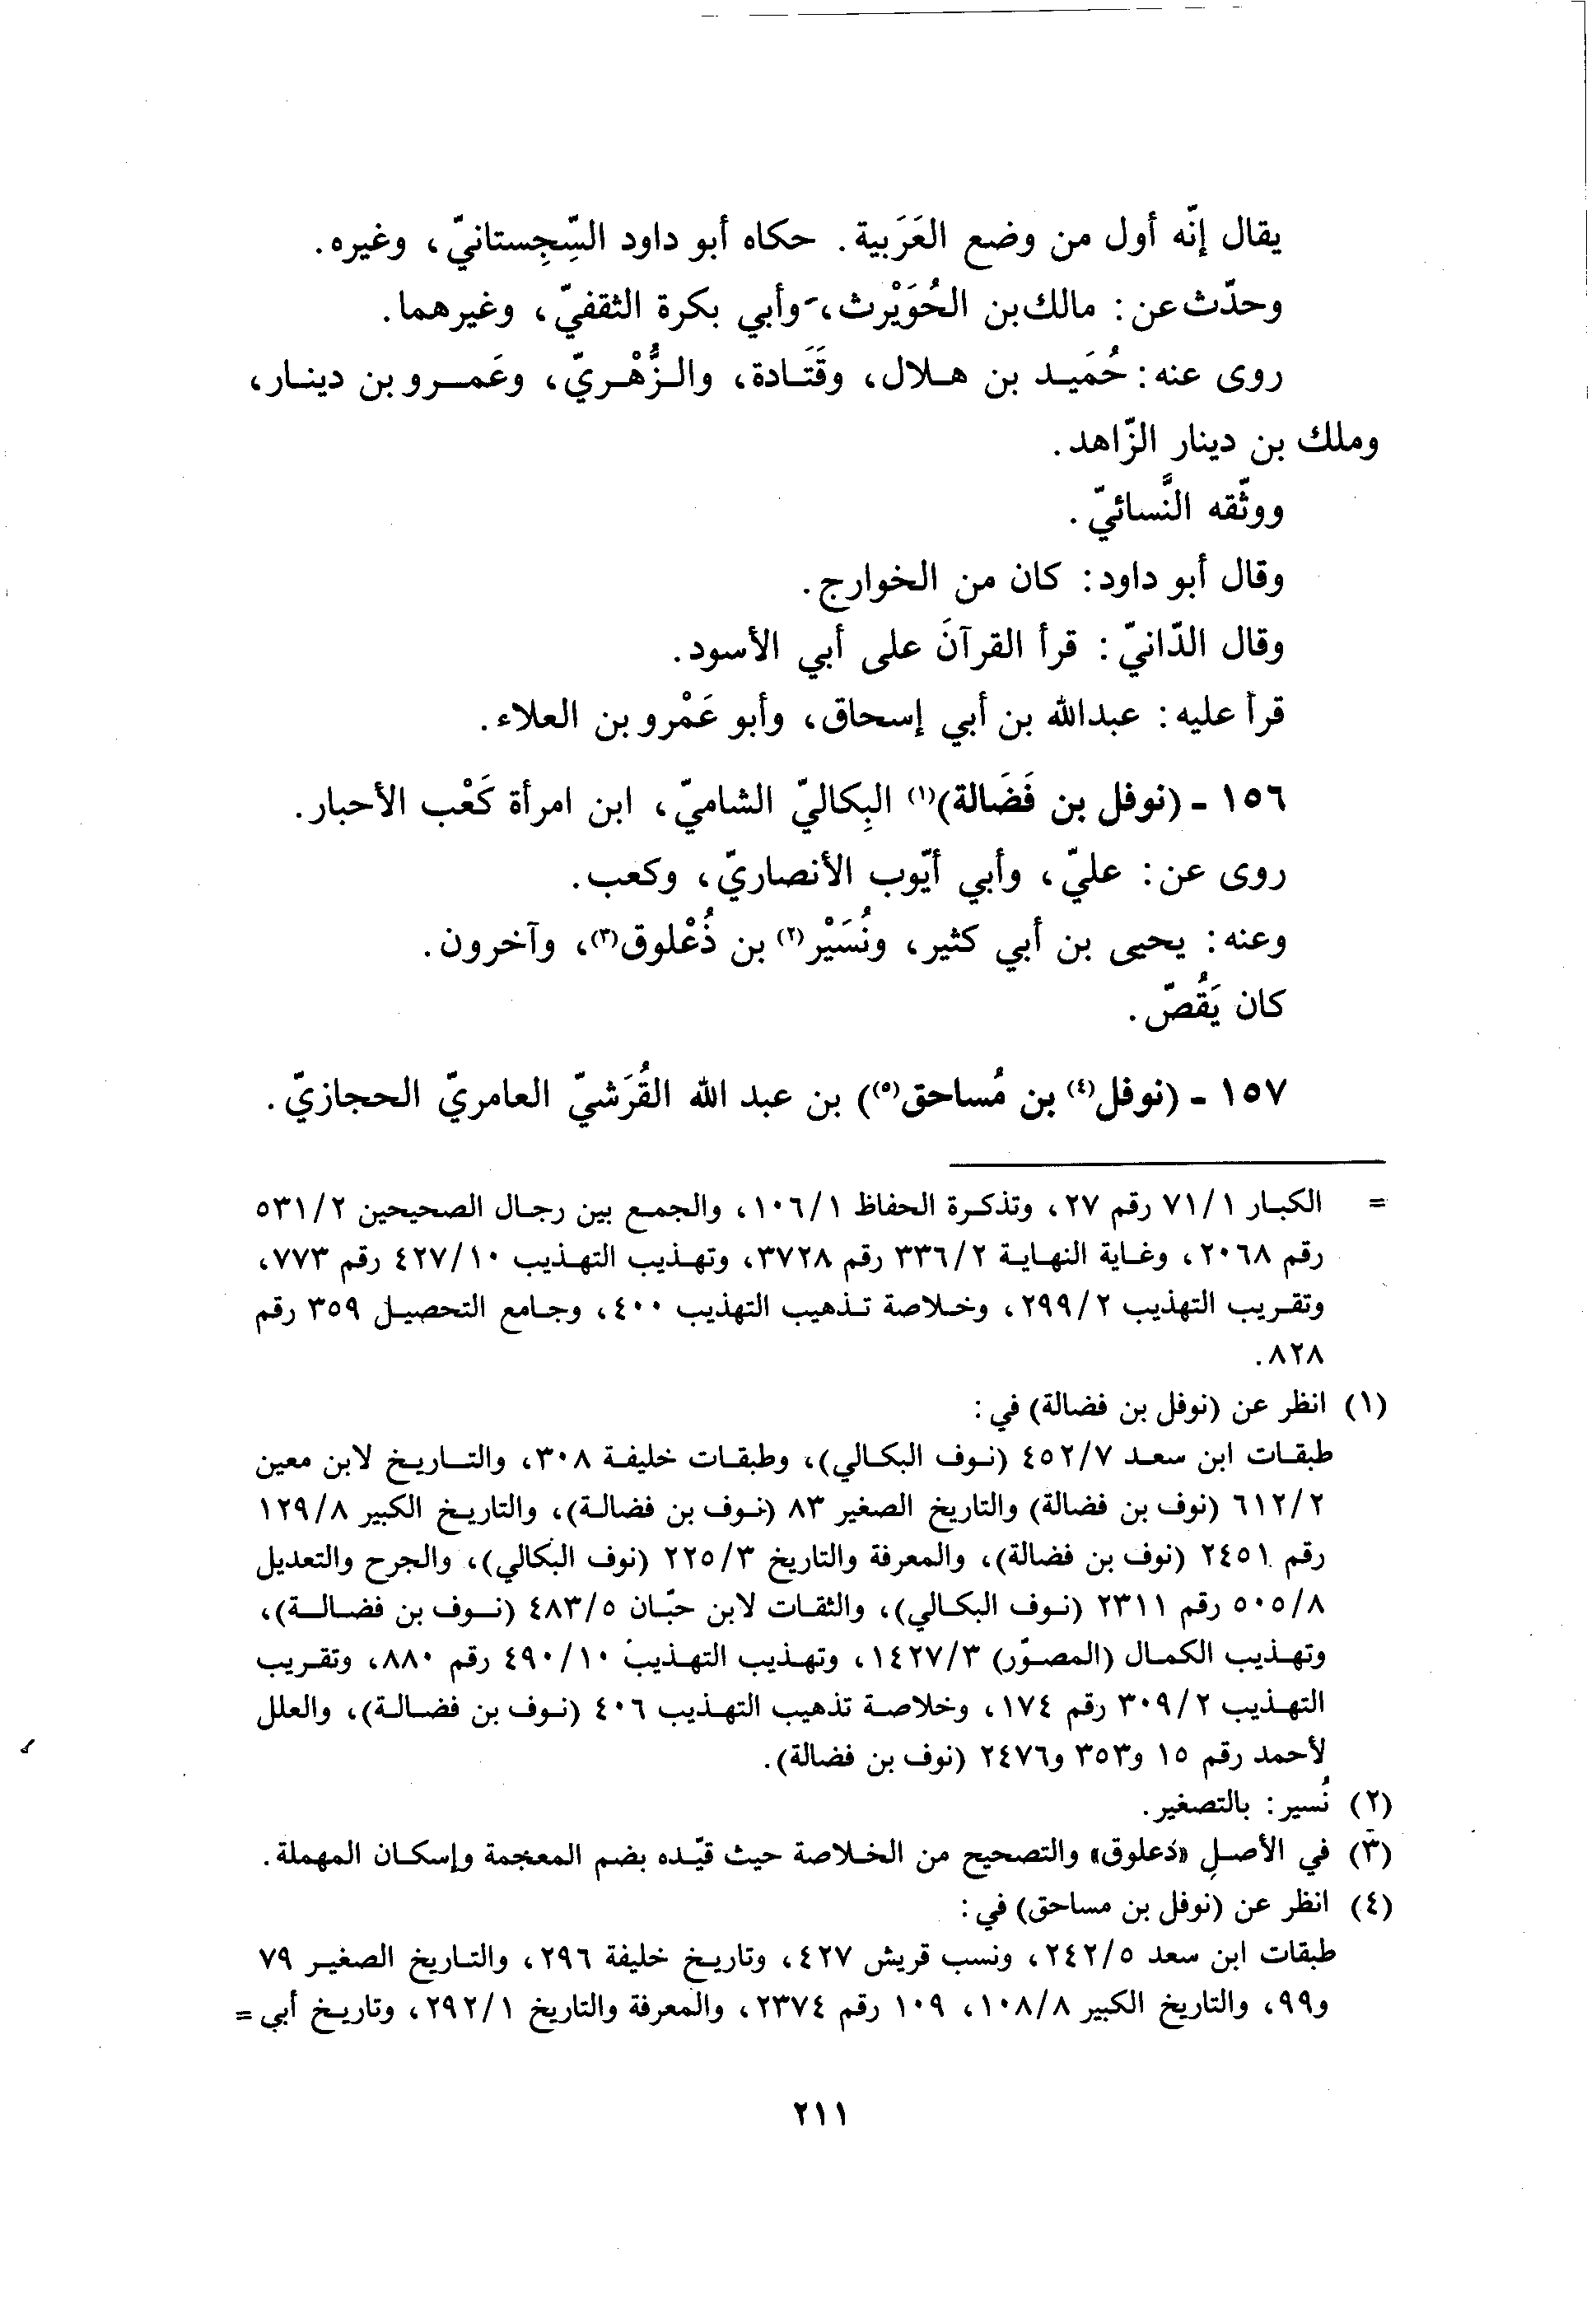 يقال إنّه أول من وضع العَرَبية. حكاه أبو داود السِّجِستانيّ، وغيره.
وحدّث عن: مالك بن الحُوَيْرث، وأبي بكرة الثقفيّ، وغيرهما.
روى عنه: حُمَيد بن هلال، وقَتَادة، والزُّهْريّ، وعَمرو بن دينار،
وملك بن دينار الزّاهد.
ووثّقه النَّسائيّ.
وقال أبو داود: كان من الخوارج.
وقال الدّانيّ: قرأ القرآنَ على أبي الأسود.
قرأ عليه: عبدالله بن أبي إسحاق، وأبو عَمْرو بن العلاء.
١٥٦ - (نوفل بن فَضَالة)(١) البِكاليّ الشاميّ، ابن امرأة كَعْب الأحبار.
روى عن: عليّ، وأبي أيّوب الأنصاريّ، وكعب.
وعنه: يحيى بن أبي كثير، ونُسَيْر(٢) بن ذُعْلوق(٣)، وآخرون.
كان يَقُصّ.
١٥٧ - (نوفل(٤) بن مُساحق(٥)) بن عبد الله القُرَشيّ العامريّ الحجازيّ.
= الكبار ٧١/١ رقم ٢٧، وتذكرة الحفاظ ١٠٦/١، والجمع بين رجال الصحيحين ٥٣١/٢
رقم ٢٠٦٨، وغاية النهاية ٣٣٦/٢ رقم ٣٧٢٨، وتهذيب التهذيب ٤٢٧/١٠ رقم ٧٧٣،
وتقريب التهذيب ٢٩٩/٢، وخلاصة تذهيب التهذيب ٤٠٠، وجامع التحصيل ٣٥٩ رقم
٨٢٨.
(١) انظر عن (نوفل بن فضالة) في:
طبقات ابن سعد ٤٥٢/٧ (نوف البكالي)، وطبقات خليفة ٣٠٨، والتاريخ لابن معين
٦١٢/٢ (نوف بن فضالة) والتاريخ الصغير ٨٣ (نوف بن فضالة)، والتاريخ الكبير ١٢٩/٨
رقم ٢٤٥١ (نوف بن فضالة)، والمعرفة والتاريخ ٢٢٥/٣ (نوف البكالي)، والجرح والتعديل
٥٠٥/٨ رقم ٢٣١١ (نوف البكالي)، والثقات لابن حبّان ٤٨٣/٥ (نوف بن فضالة)،
وتهذيب الكمال (المصوّر) ١٤٢٧/٣، وتهذيب التهذيب ٤٩٠/١٠ رقم ٨٨٠، وتقريب
التهذيب ٣٠٩/٢ رقم ١٧٤، وخلاصة تذهيب التهذيب ٤٠٦ (نوف بن فضالة)، والعلل
لأحمد رقم ١٥ و٣٥٣ و٢٤٧٦ (نوف بن فضالة).
(٢) نُسير: بالتصغير.
(٣) في الأصل «دعلوق» والتصحيح من الخلاصة حيث قيّده بضم المعجمة وإسكان المهملة.
(٤) انظر عن (نوفل بن مساحق) في:
طبقات ابن سعد ٢٤٢/٥، ونسب قريش ٤٢٧، وتاريخ خليفة ٢٩٦، والتاريخ الصغير ٧٩
و٩٩، والتاريخ الكبير ١٠٨/٨، ١٠٩ رقم ٢٣٧٤، والمعرفة والتاريخ ٢٩٢/١، وتاريخ أبي =
٢١١